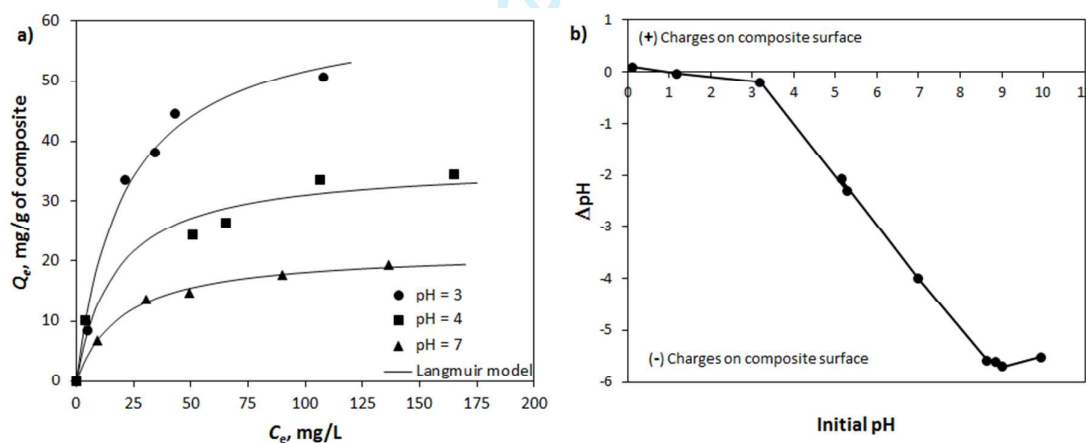 a)
60
50
40
30
20
10
0
Qe, mg/g of composite
0 25 50 75 100 125 150 175 200
Ce, mg/L
pH = 3
pH = 4
pH = 7
Langmuir model
b)
1
0
-1
-2
-3
-4
-5
-6
ΔpH
(+) Charges on composite surface
0 1 2 3 4 5 6 7 8 9 10 11
(-) Charges on composite surface
Initial pH